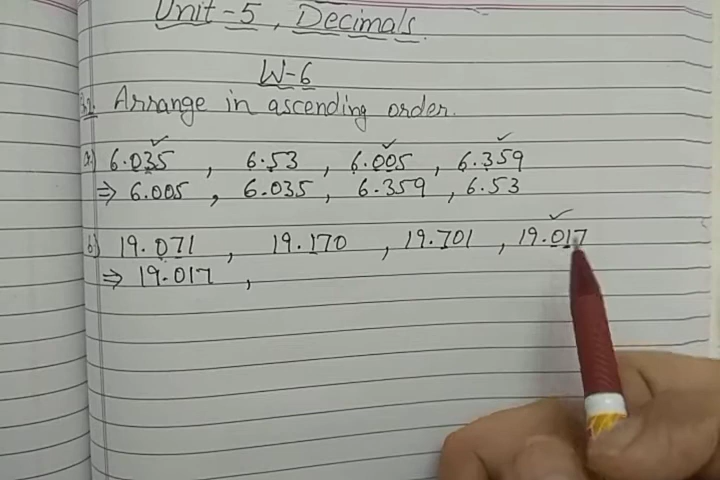 Unit-5, Decimals.
W-6
Arrange in ascending order.
a) 6.035, 6.53, 6.005, 6.359
⇒ 6.005, 6.035, 6.359, 6.53
b) 19.071, 19.170, 19.701, 19.017
⇒ 19.017,